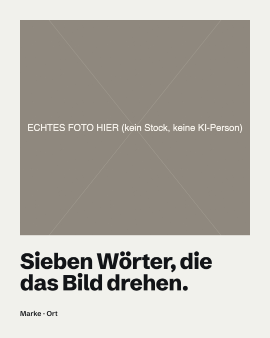 ECHTES FOTO HIER (kein Stock, keine KI-Person)
Sieben Wörter, die
das Bild drehen.
Marke · Ort